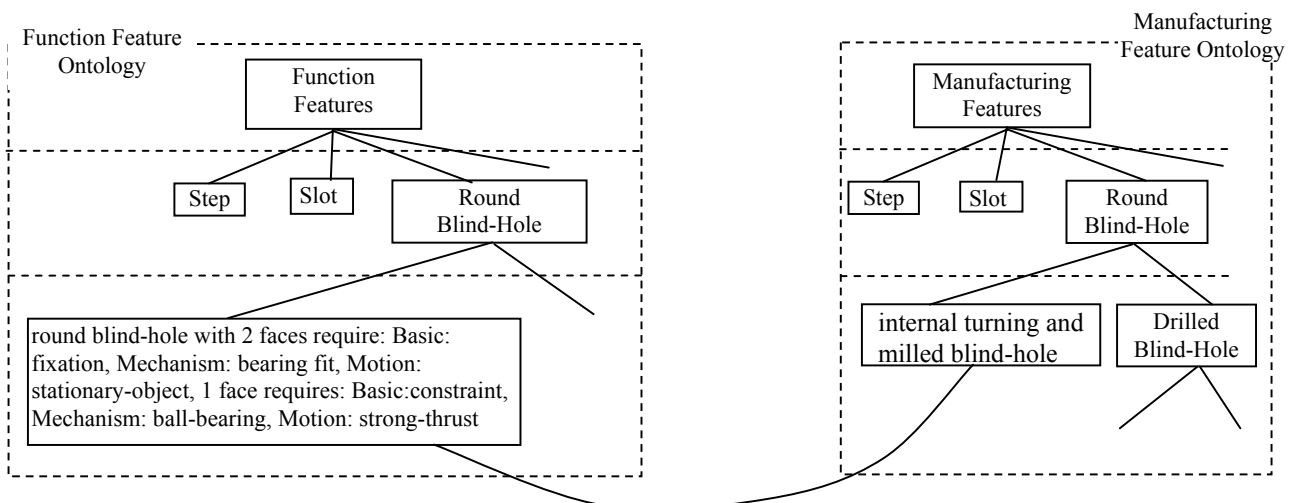 Function Feature
Ontology
Function
Features
Step
Slot
Round
Blind-Hole
round blind-hole with 2 faces require: Basic:
fixation, Mechanism: bearing fit, Motion:
stationary-object, 1 face requires: Basic:constraint,
Mechanism: ball-bearing, Motion: strong-thrust
Manufacturing
Feature Ontology
Manufacturing
Features
Step
Slot
Round
Blind-Hole
internal turning and
milled blind-hole
Drilled
Blind-Hole